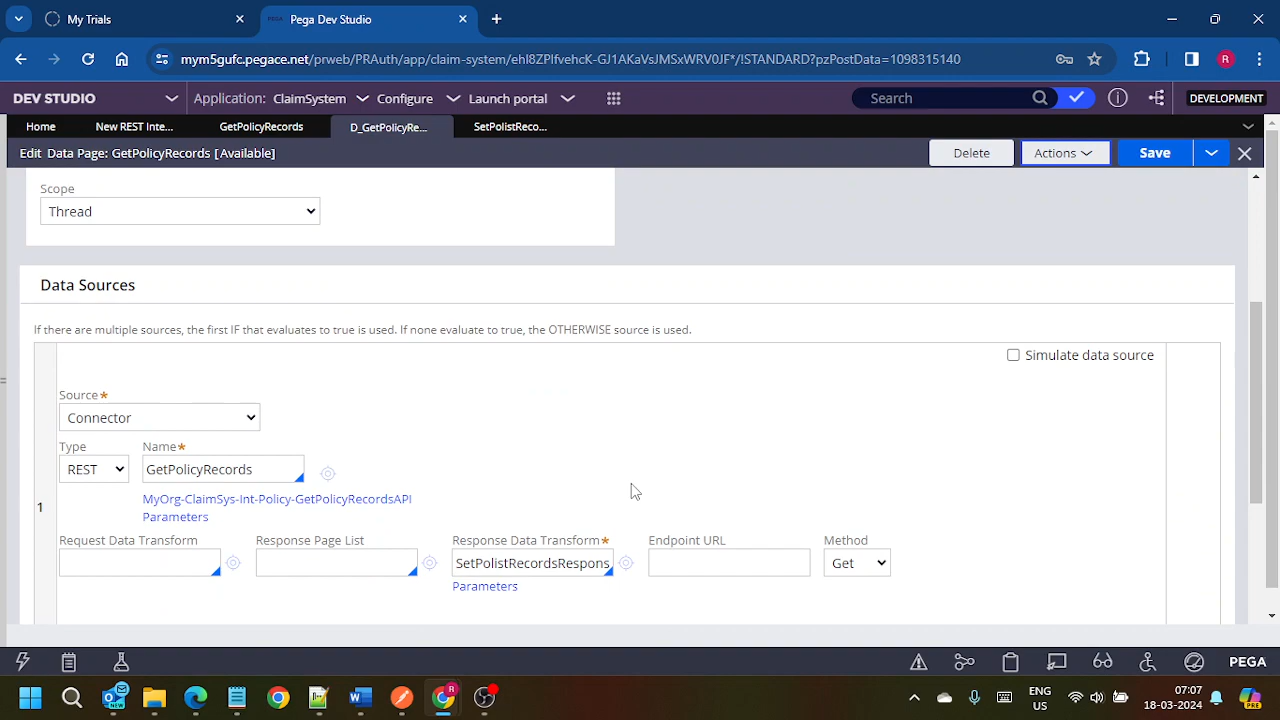 My Trials
Pega Dev Studio
mym5gufc.pegace.net/prweb/PRAuth/app/claim-system/ehl8ZPIfvehcK-GJ1AKaVsJMSxWRV0JF*/!STANDARD?pzPostData=1098315140
R
DEV STUDIO
Application: ClaimSystem
Configure
Launch portal
Search
DEVELOPMENT
Home
New REST Inte...
GetPolicyRecords
D_GetPolicyRe...
SetPolistReco...
Edit Data Page: GetPolicyRecords [Available]
Delete
Actions
Save
Scope
Thread
Data Sources
If there are multiple sources, the first IF that evaluates to true is used. If none evaluate to true, the OTHERWISE source is used.
Simulate data source
Source*
Connector
Type Name*
REST GetPolicyRecords
MyOrg-ClaimSys-Int-Policy-GetPolicyRecordsAPI
1
Parameters
Request Data Transform Response Page List Response Data Transform* Endpoint URL Method
SetPolistRecordsRespons Get
Parameters
PEGA
ENG
US
07:07
18-03-2024